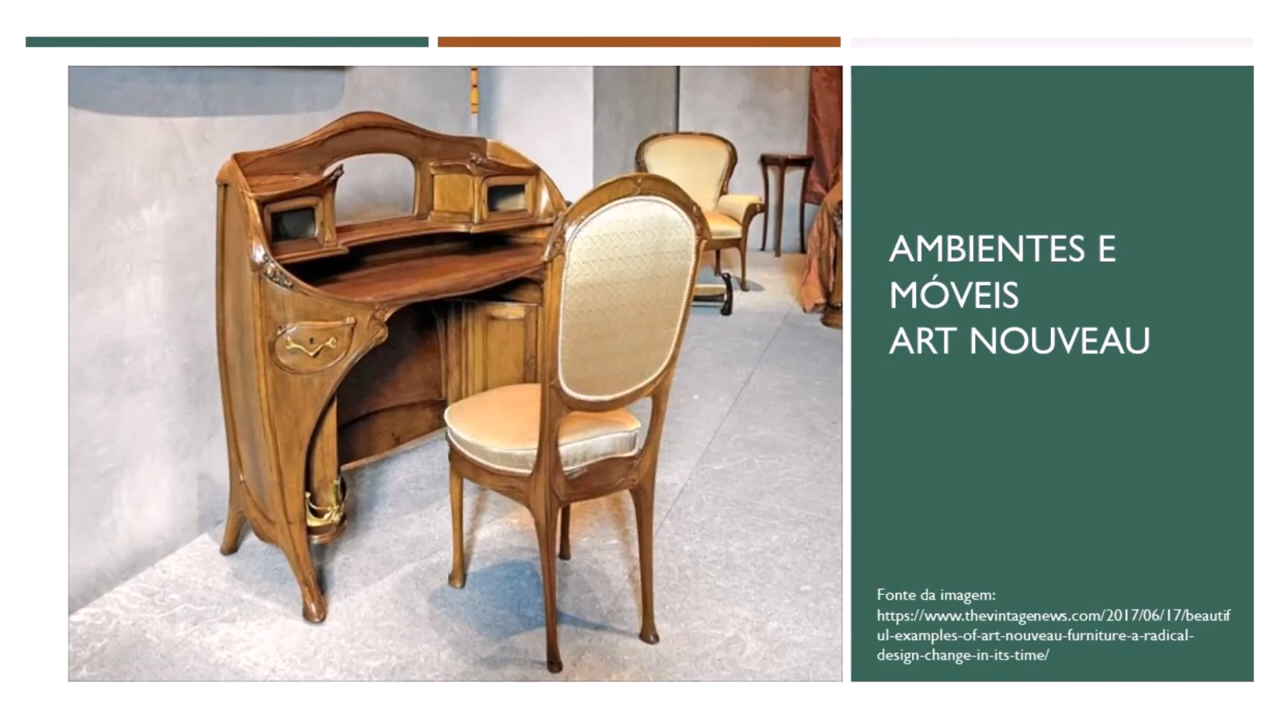 AMBIENTES E
MÓVEIS
ART NOUVEAU
Fonte da imagem:
https://www.thevintagenews.com/2017/06/17/beautif
ul-examples-of-art-nouveau-furniture-a-radical-
design-change-in-its-time/